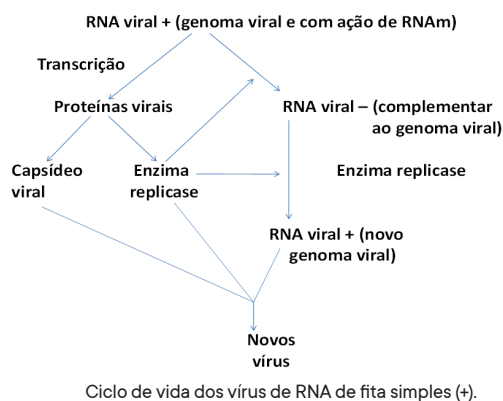 RNA viral + (genoma viral e com ação de RNAm)
Transcrição
Proteínas virais
RNA viral – (complementar
ao genoma viral)
Capsídeo
viral
Enzima
replicase
Enzima replicase
RNA viral + (novo
genoma viral)
Novos
vírus
Ciclo de vida dos vírus de RNA de fita simples (+).